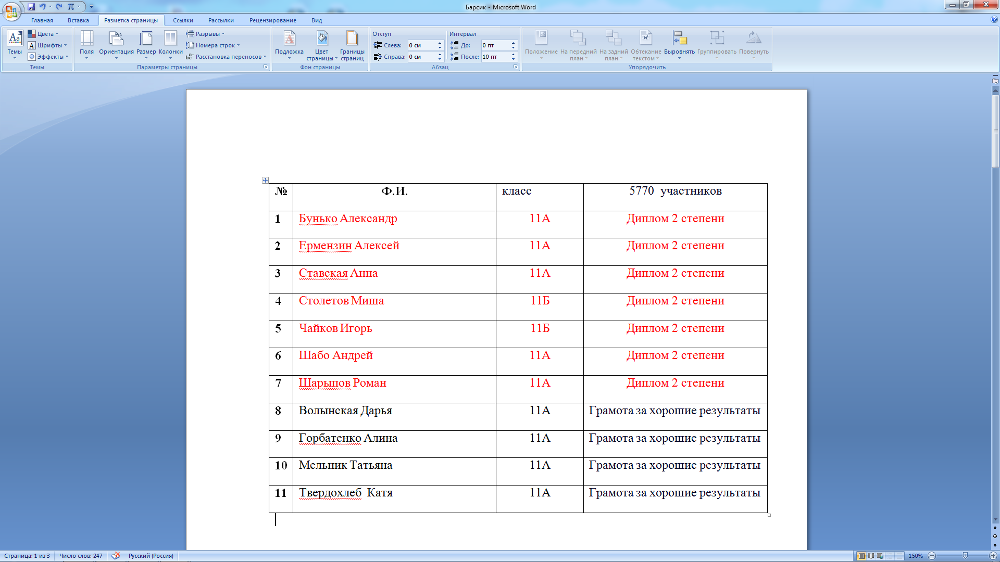 Барсик - Microsoft Word
Главная Вставка Разметка страницы Ссылки Рассылки Рецензирование Вид
Темы Цвета Шрифты Эффекты
Темы
Поля Ориентация Размер Колонки Разрывы Номера строк Расстановка переносов
Параметры страницы
Подложка Цвет страницы Границы страниц
Фон страницы
Отступ Интервал
Слева: 0 см До: 0 пт
Справа: 0 см После: 10 пт
Абзац
Положение На передний план На задний план Обтекание текстом Выровнять Группировать Повернуть
Упорядочить
№ Ф.И. класс 5770 участников
1 Бунько Александр 11А Диплом 2 степени
2 Ермензин Алексей 11А Диплом 2 степени
3 Ставская Анна 11А Диплом 2 степени
4 Столетов Миша 11Б Диплом 2 степени
5 Чайков Игорь 11Б Диплом 2 степени
6 Шабо Андрей 11А Диплом 2 степени
7 Шарыпов Роман 11А Диплом 2 степени
8 Волынская Дарья 11А Грамота за хорошие результаты
9 Горбатенко Алина 11А Грамота за хорошие результаты
10 Мельник Татьяна 11А Грамота за хорошие результаты
11 Твердохлеб Катя 11А Грамота за хорошие результаты
Страница: 1 из 3 Число слов: 247 Русский (Россия) 150%